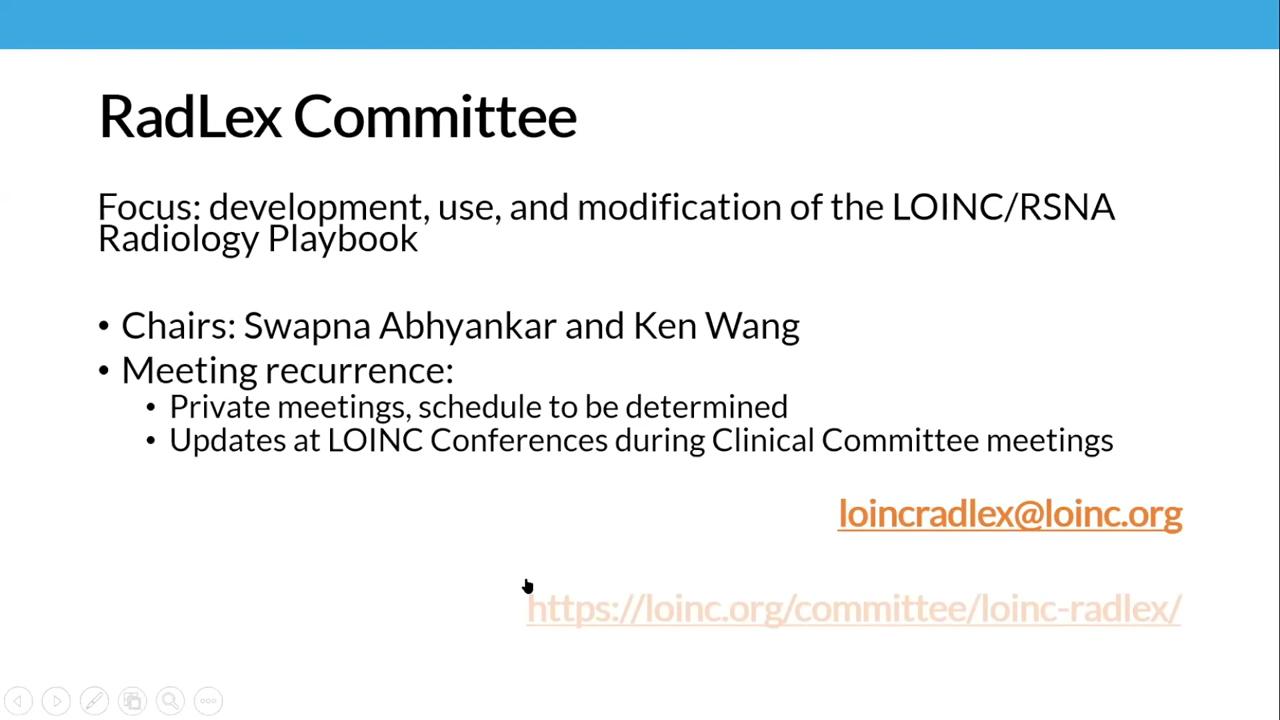 RadLex Committee
Focus: development, use, and modification of the LOINC/RSNA
Radiology Playbook
• Chairs: Swapna Abhyankar and Ken Wang
• Meeting recurrence:
• Private meetings, schedule to be determined
• Updates at LOINC Conferences during Clinical Committee meetings
loincradlex@loinc.org
https://loinc.org/committee/loinc-radlex/